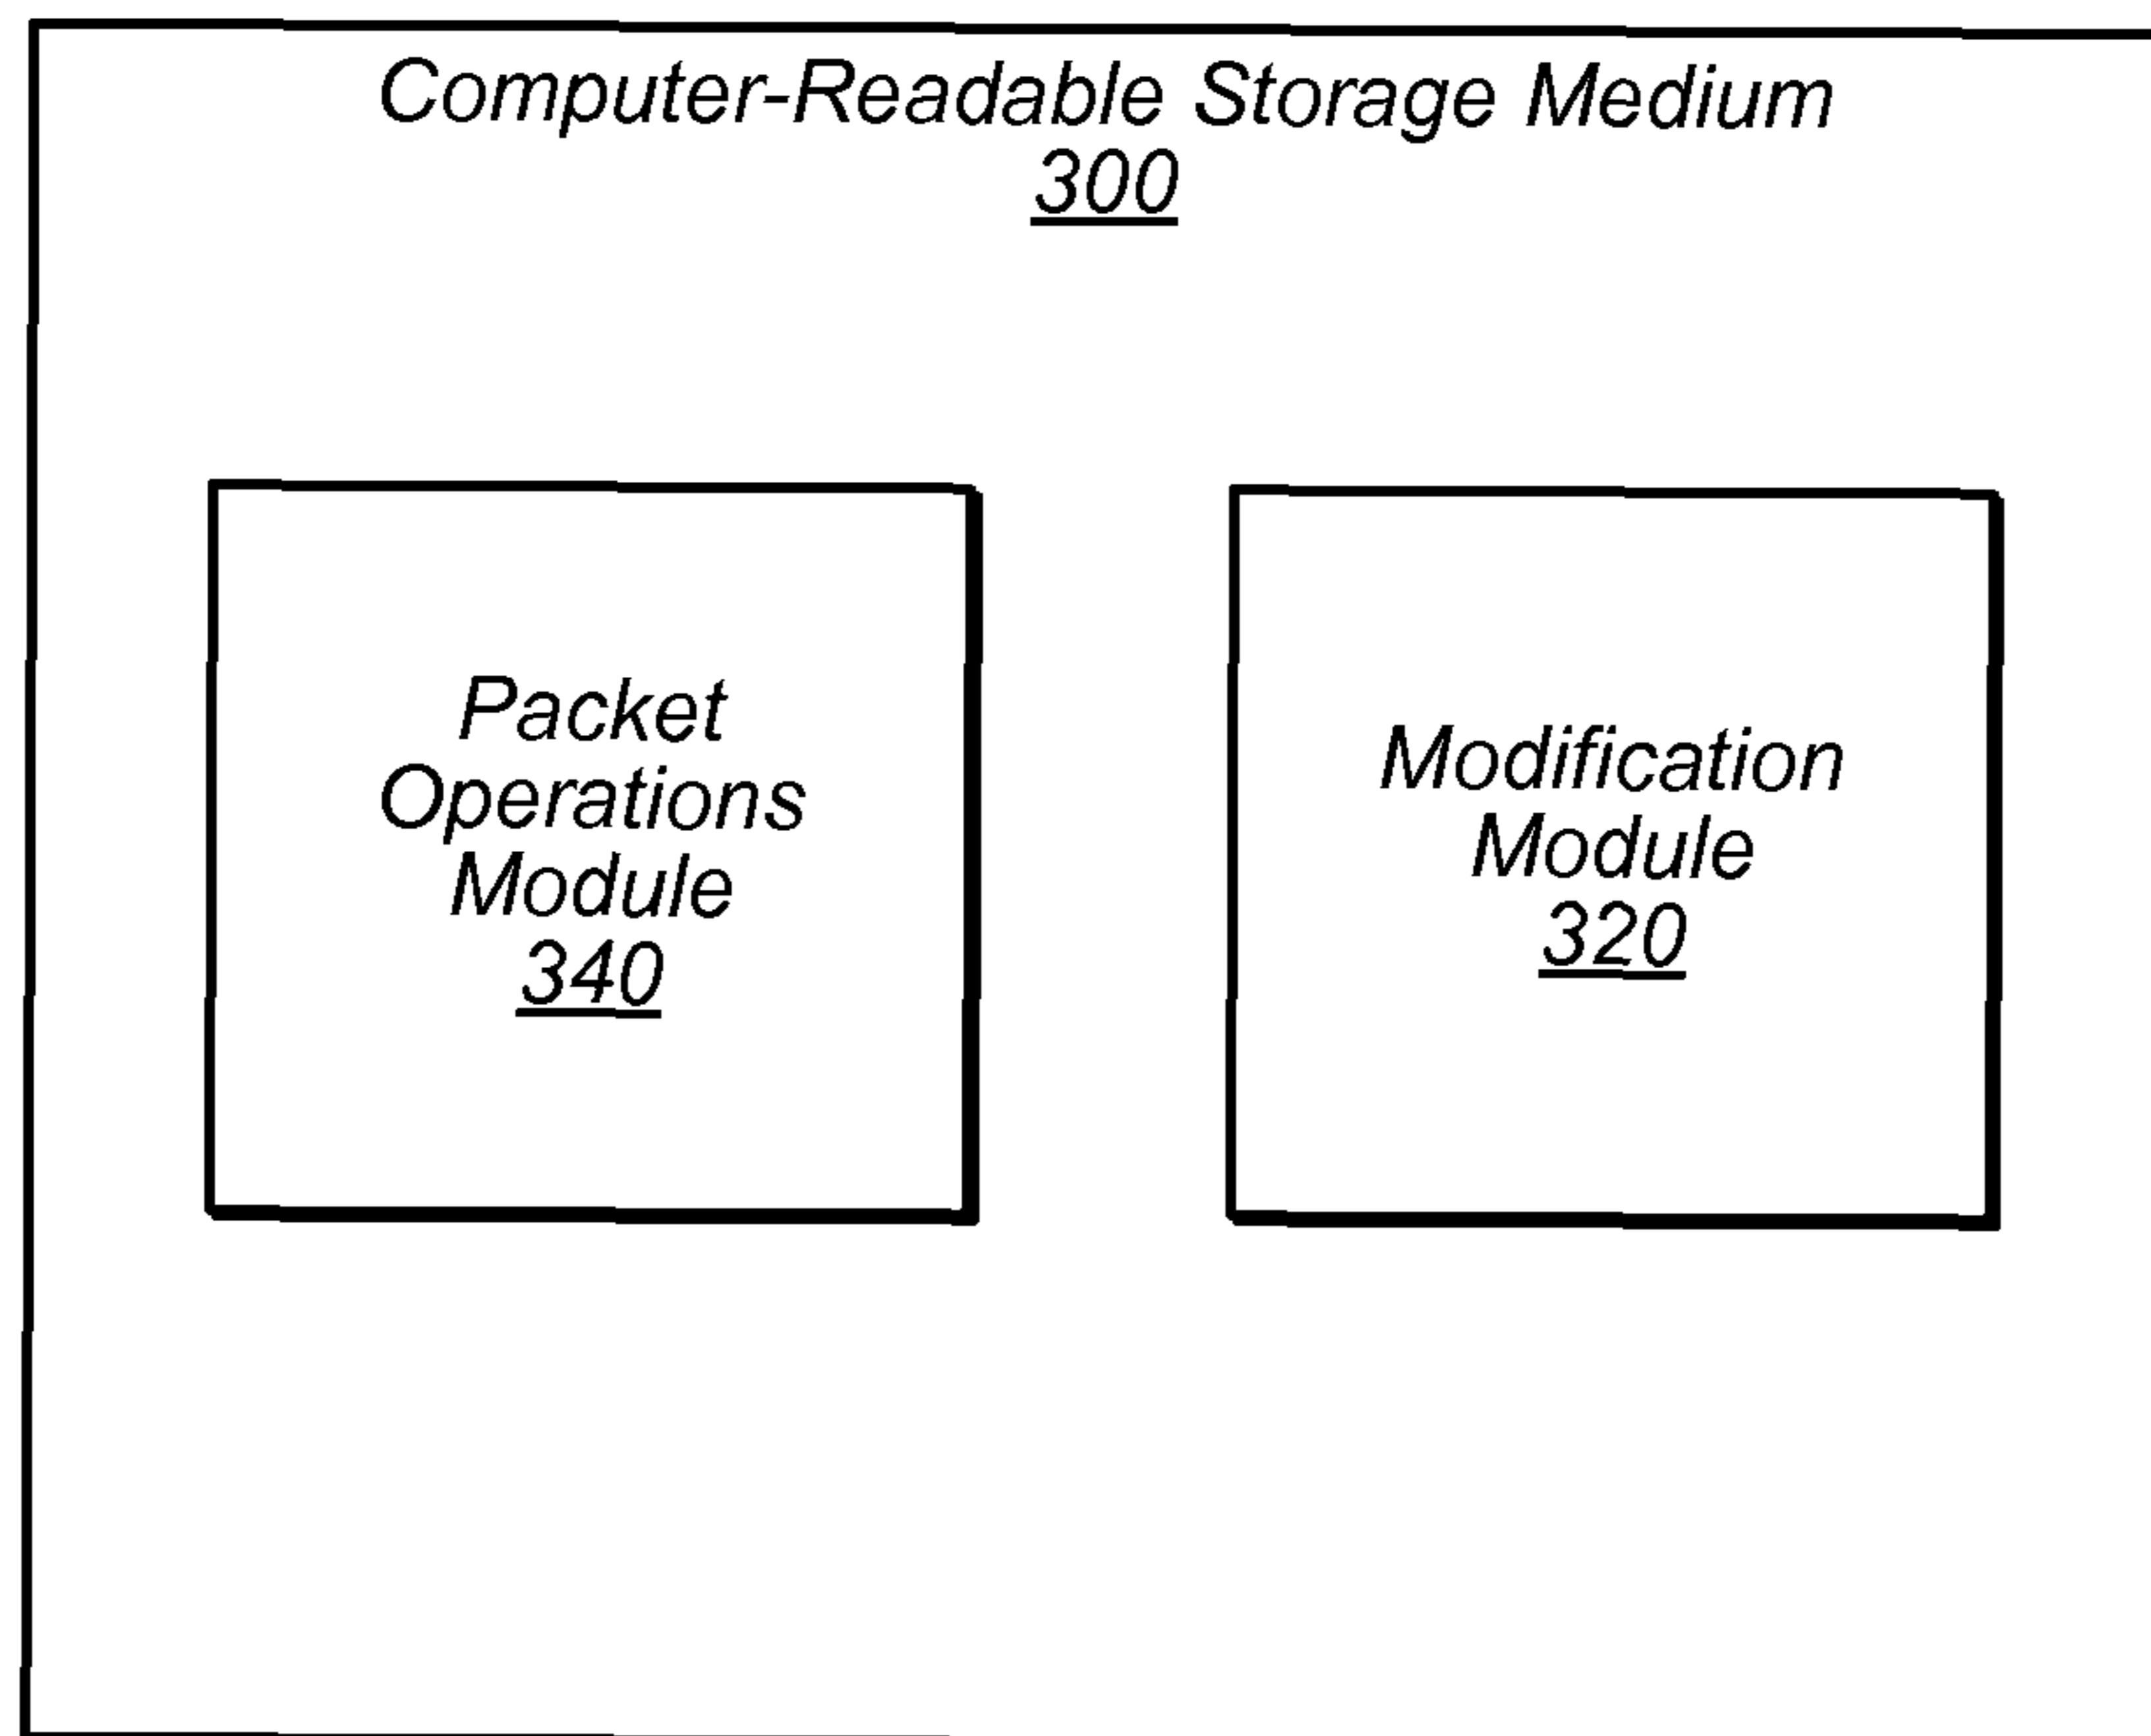 Computer-Readable Storage Medium
300
Packet
Operations
Module
340
Modification
Module
320